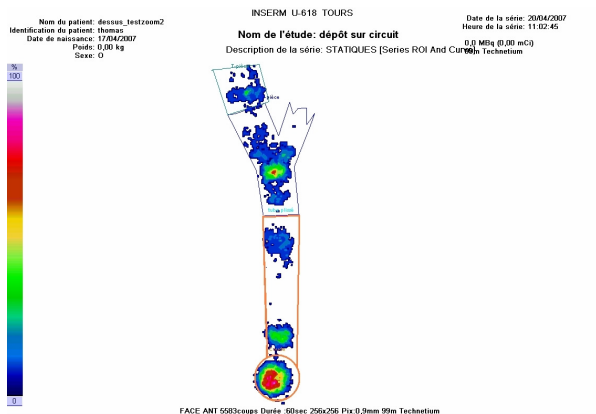 INSERM U-618 TOURS
Nom du patient: dessus_testzoom2
Identification du patient: thomas
Date de naissance: 17/04/2007
Poids: 0,00 kg
Sexe: O
Nom de l'étude: dépôt sur circuit
Description de la série: STATIQUES [Series ROI And Curve]
Date de la série: 20/04/2007
Heure de la série: 11:02:45
0,0 MBq (0,00 mCi)
99m Technetium
%
100
0
FACE ANT 5583coups Durée :60sec 256x256 Pix:0,9mm 99m Technetium